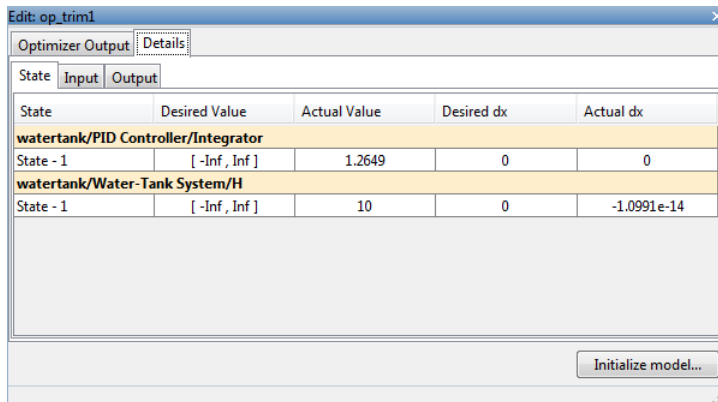 Edit: op_trim1
Optimizer Output Details
State Input Output
State Desired Value Actual Value Desired dx Actual dx
watertank/PID Controller/Integrator
State - 1 [ -Inf , Inf ] 1.2649 0 0
watertank/Water-Tank System/H
State - 1 [ -Inf , Inf ] 10 0 -1.0991e-14
Initialize model...